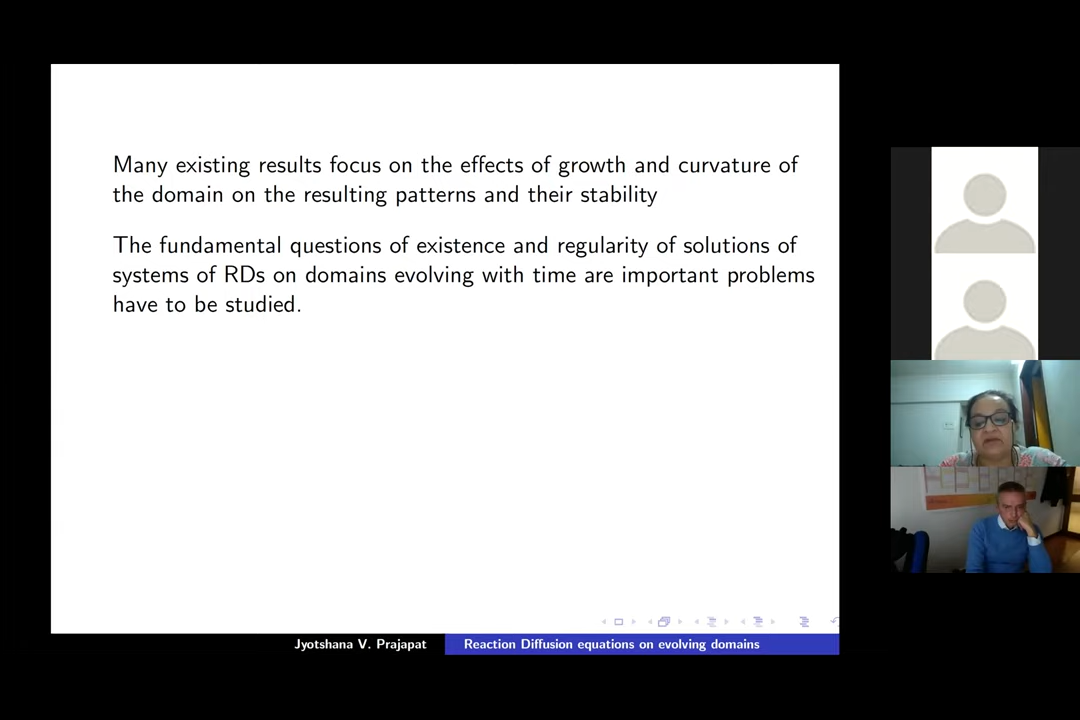 Many existing results focus on the effects of growth and curvature of
the domain on the resulting patterns and their stability
The fundamental questions of existence and regularity of solutions of
systems of RDs on domains evolving with time are important problems
have to be studied.
Jyotshana V. Prajapat
Reaction Diffusion equations on evolving domains